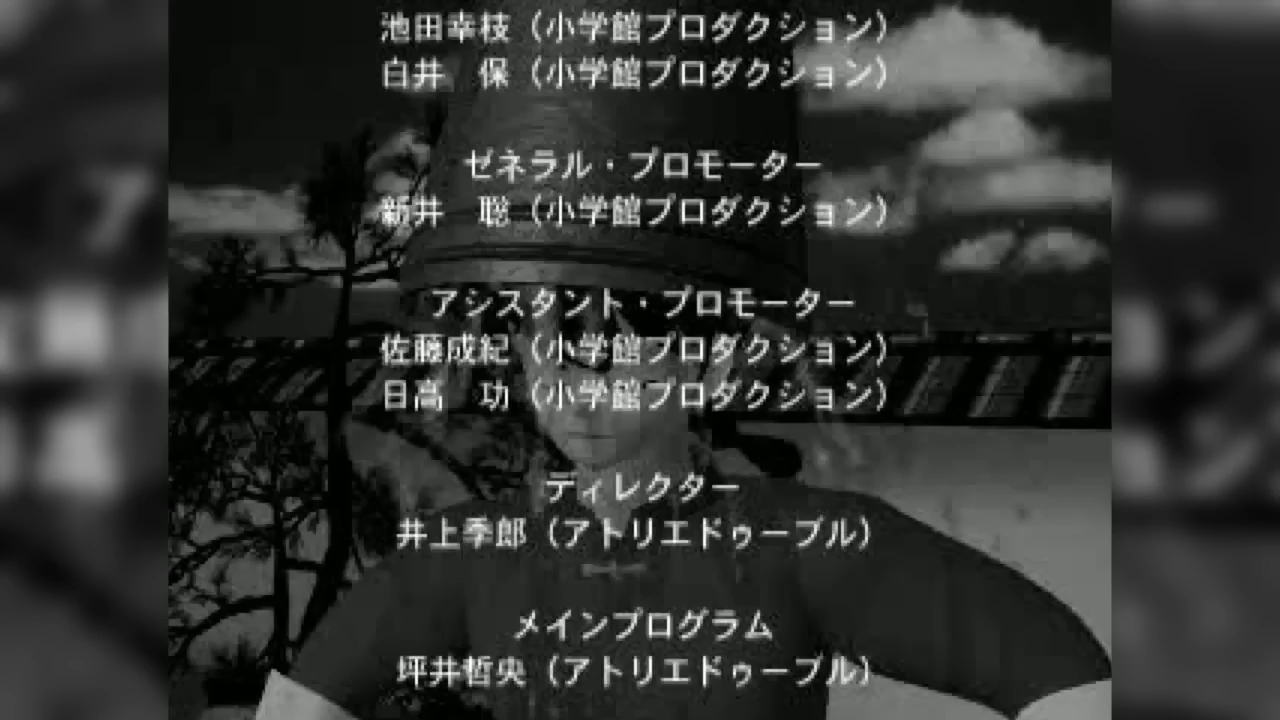 池田幸枝（小学館プロダクション）
白井　保（小学館プロダクション）
ゼネラル・プロモーター
新井　聡（小学館プロダクション）
アシスタント・プロモーター
佐藤成紀（小学館プロダクション）
日高　功（小学館プロダクション）
ディレクター
井上季郎（アトリエドゥーブル）
メインプログラム
坪井哲央（アトリエドゥーブル）